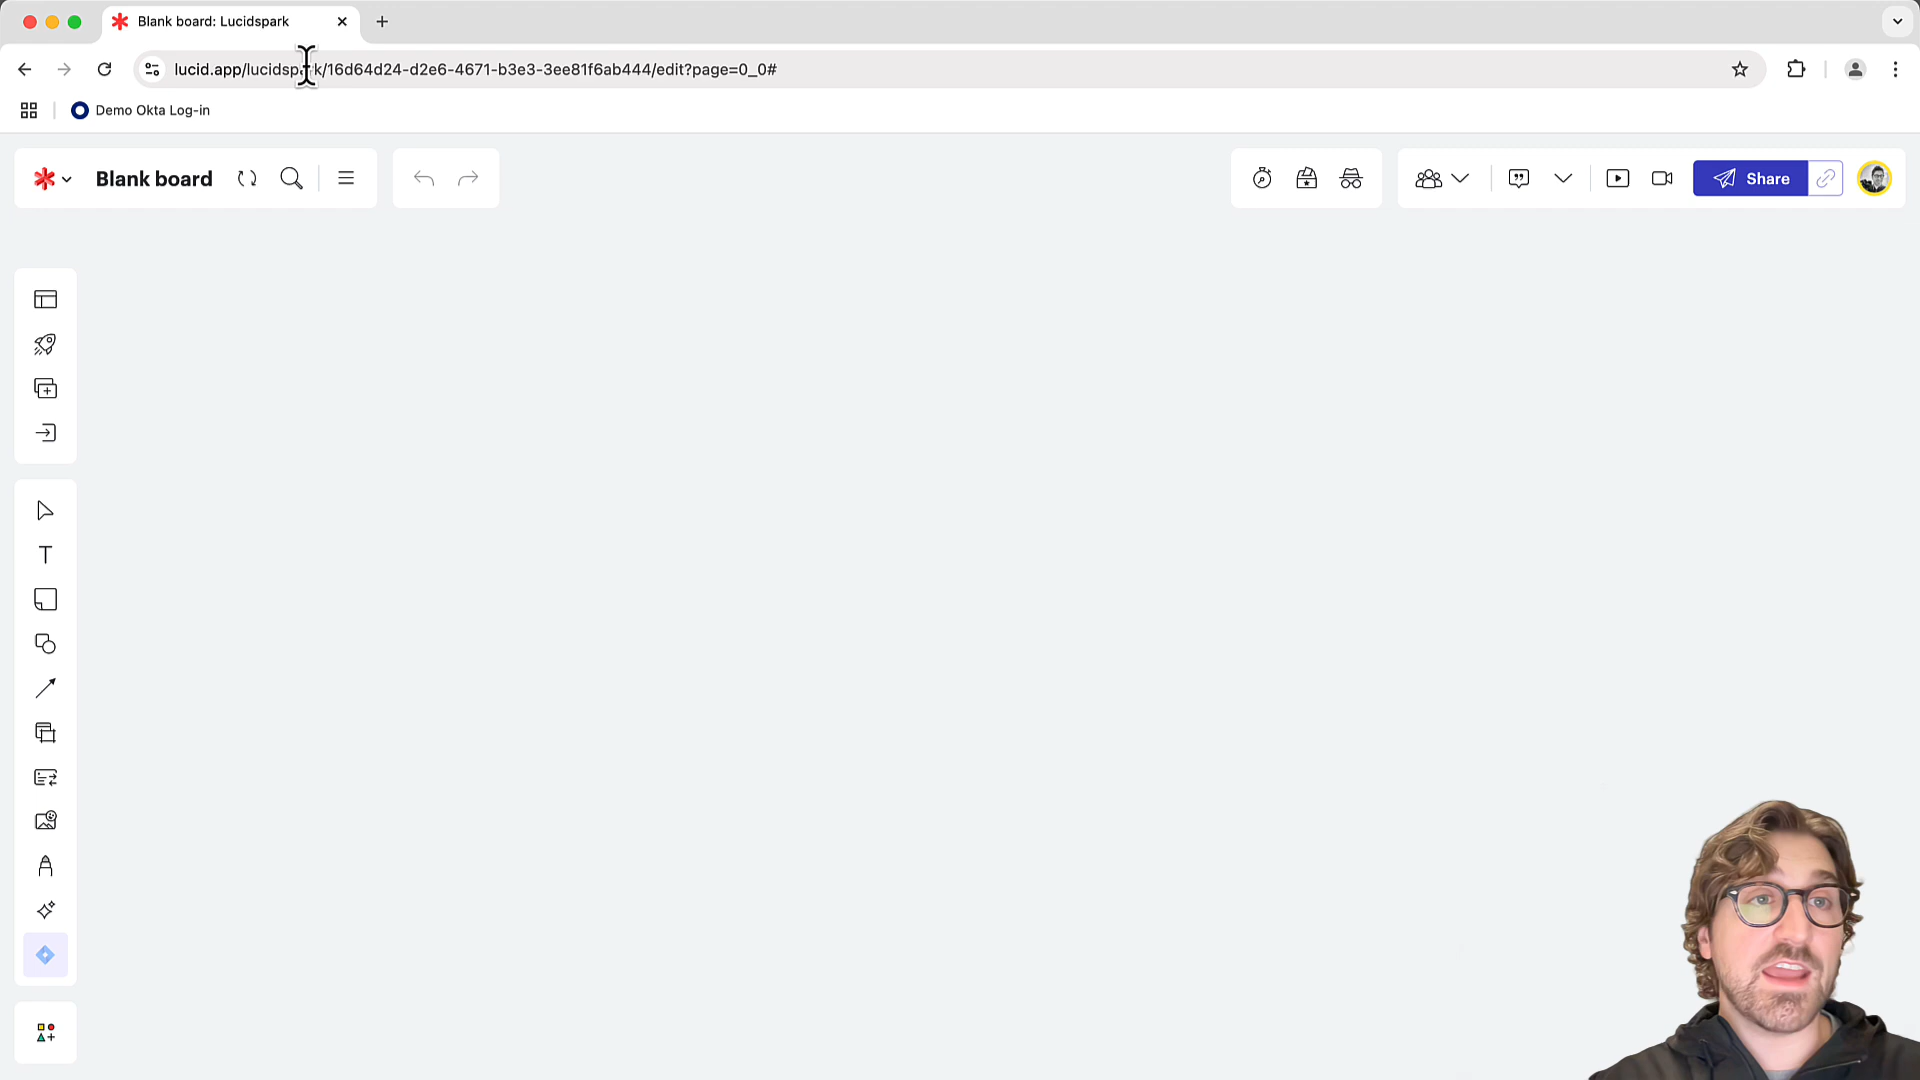 Blank board: Lucidspark
lucid.app/lucidspark/16d64d24-d2e6-4671-b3e3-3ee81f6ab444/edit?page=0_0#
Demo Okta Log-in
Blank board
Share
T